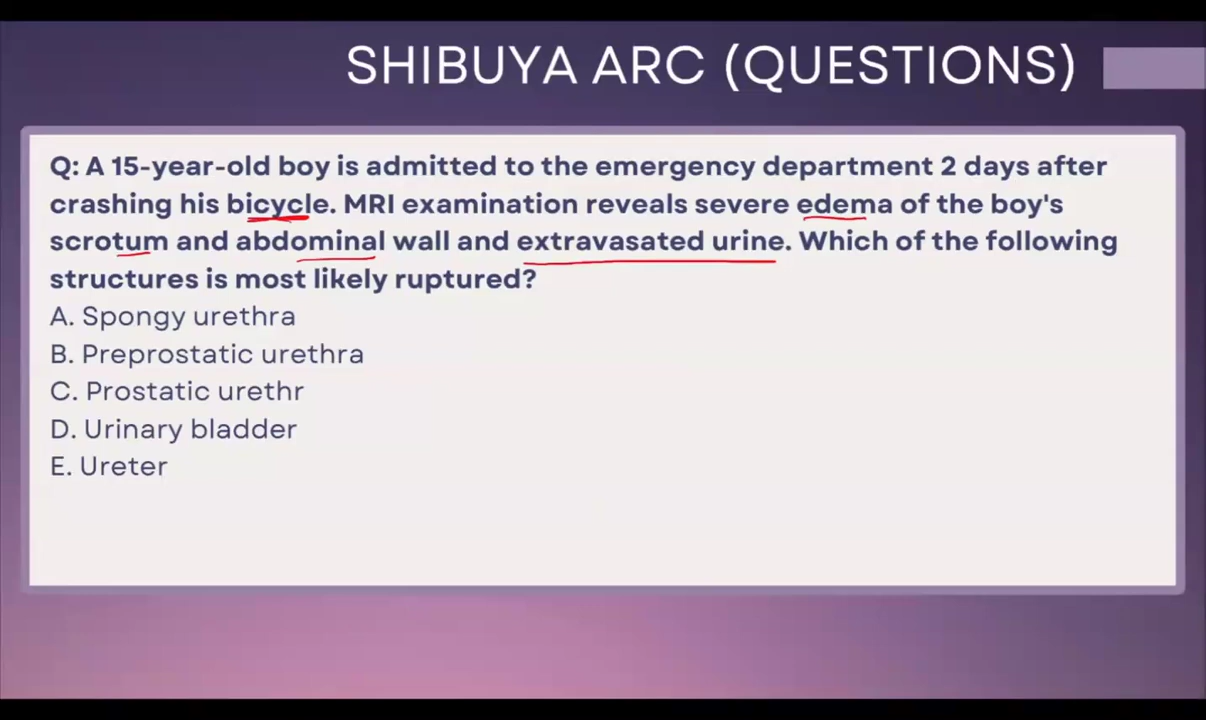 SHIBUYA ARC (QUESTIONS)
Q: A 15-year-old boy is admitted to the emergency department 2 days after
crashing his bicycle. MRI examination reveals severe edema of the boy's
scrotum and abdominal wall and extravasated urine. Which of the following
structures is most likely ruptured?
A. Spongy urethra
B. Preprostatic urethra
C. Prostatic urethr
D. Urinary bladder
E. Ureter